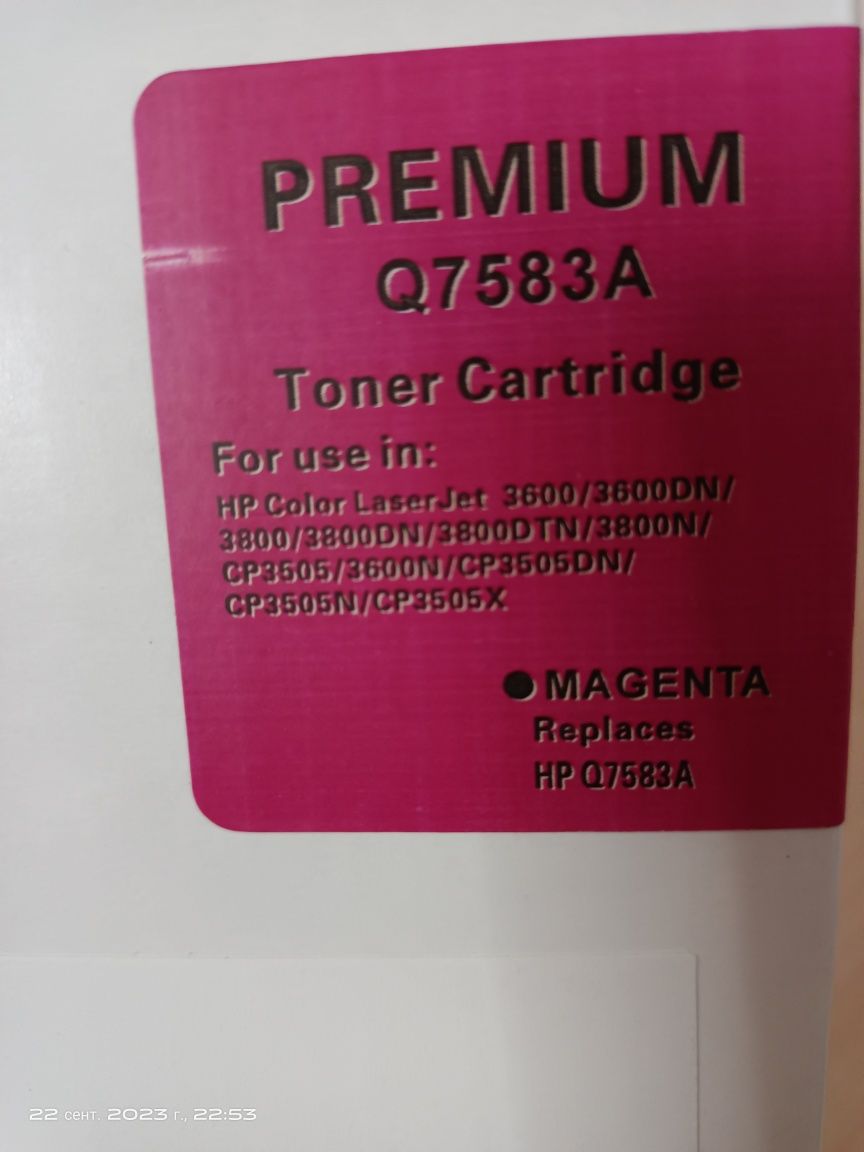 PREMIUM
Q7583A
Toner Cartridge
For use in:
HP Color LaserJet 3600/3600DN/
3800/3800DN/3800DTN/3800N/
CP3505/3600N/CP3505DN/
CP3505N/CP3505X
MAGENTA
Replaces
HP Q7583A
22 сент. 2023 г., 22:53